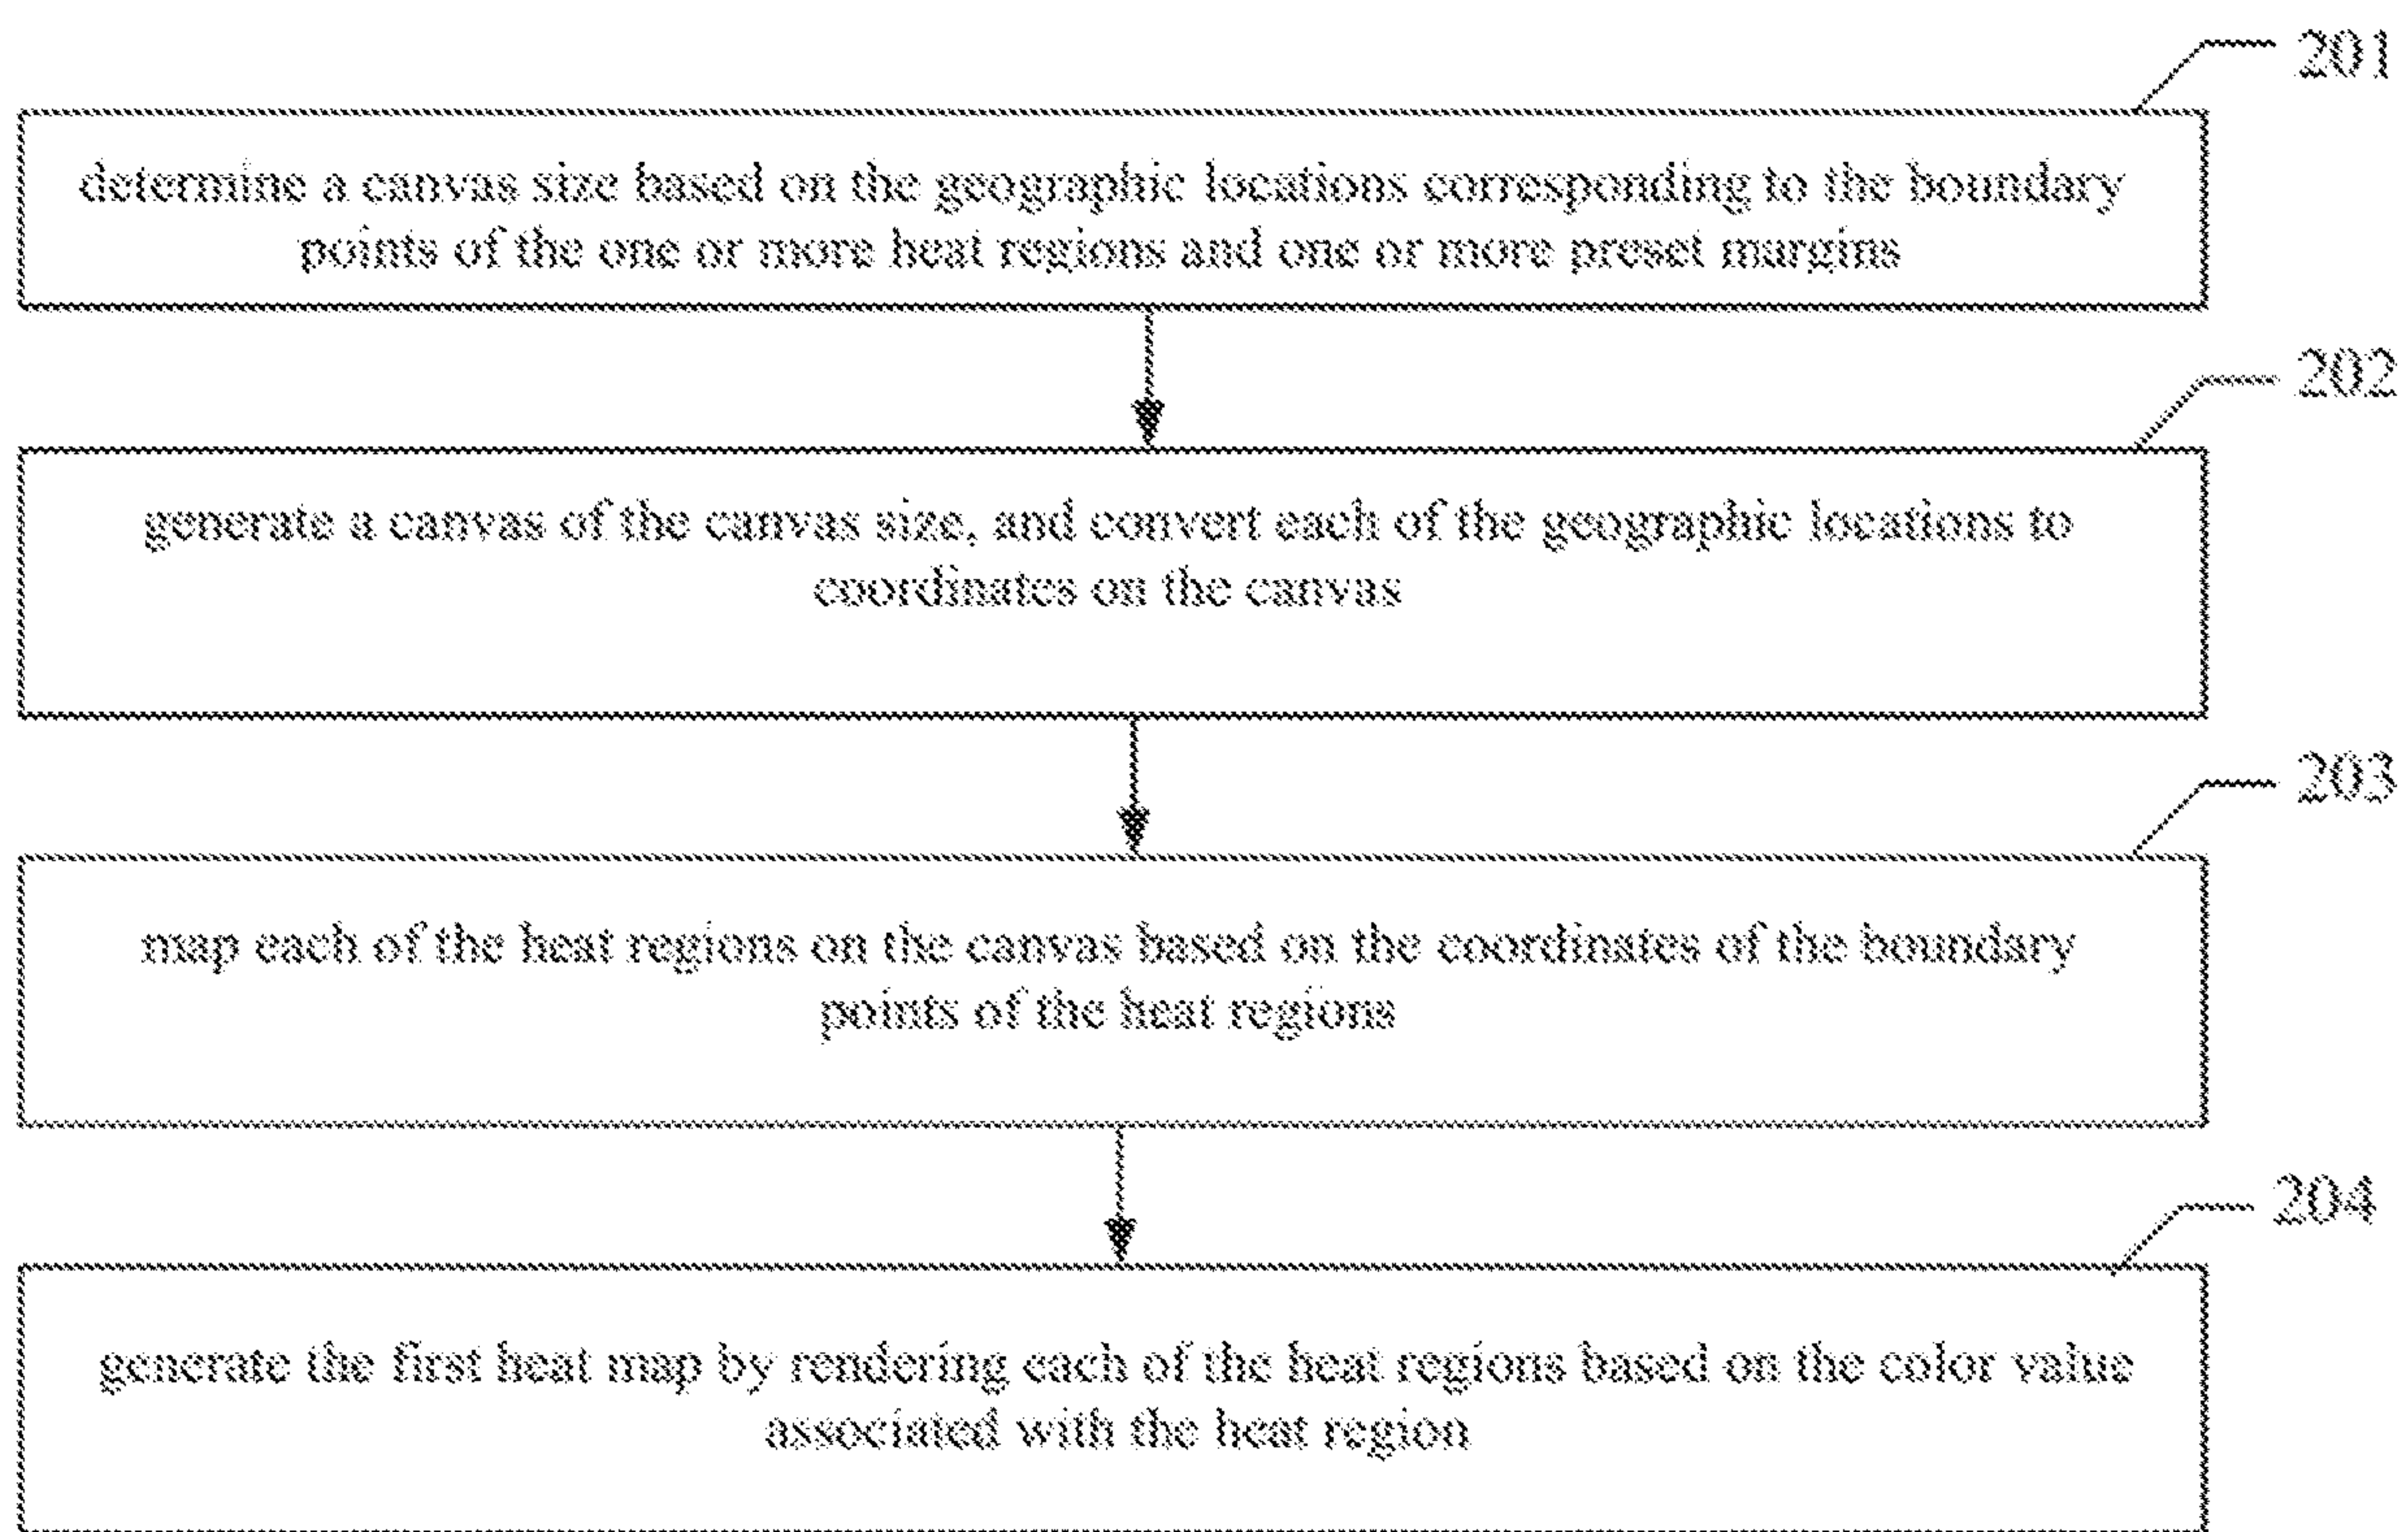 201
determine a canvas size based on the geographic locations corresponding to the boundary
points of the one or more heat regions and one or more preset margins
202
generate a canvas of the canvas size, and convert each of the geographic locations to
coordinates on the canvas
203
map each of the heat regions on the canvas based on the coordinates of the boundary
points of the heat regions
204
generate the first heat map by rendering each of the heat regions based on the color value
associated with the heat region